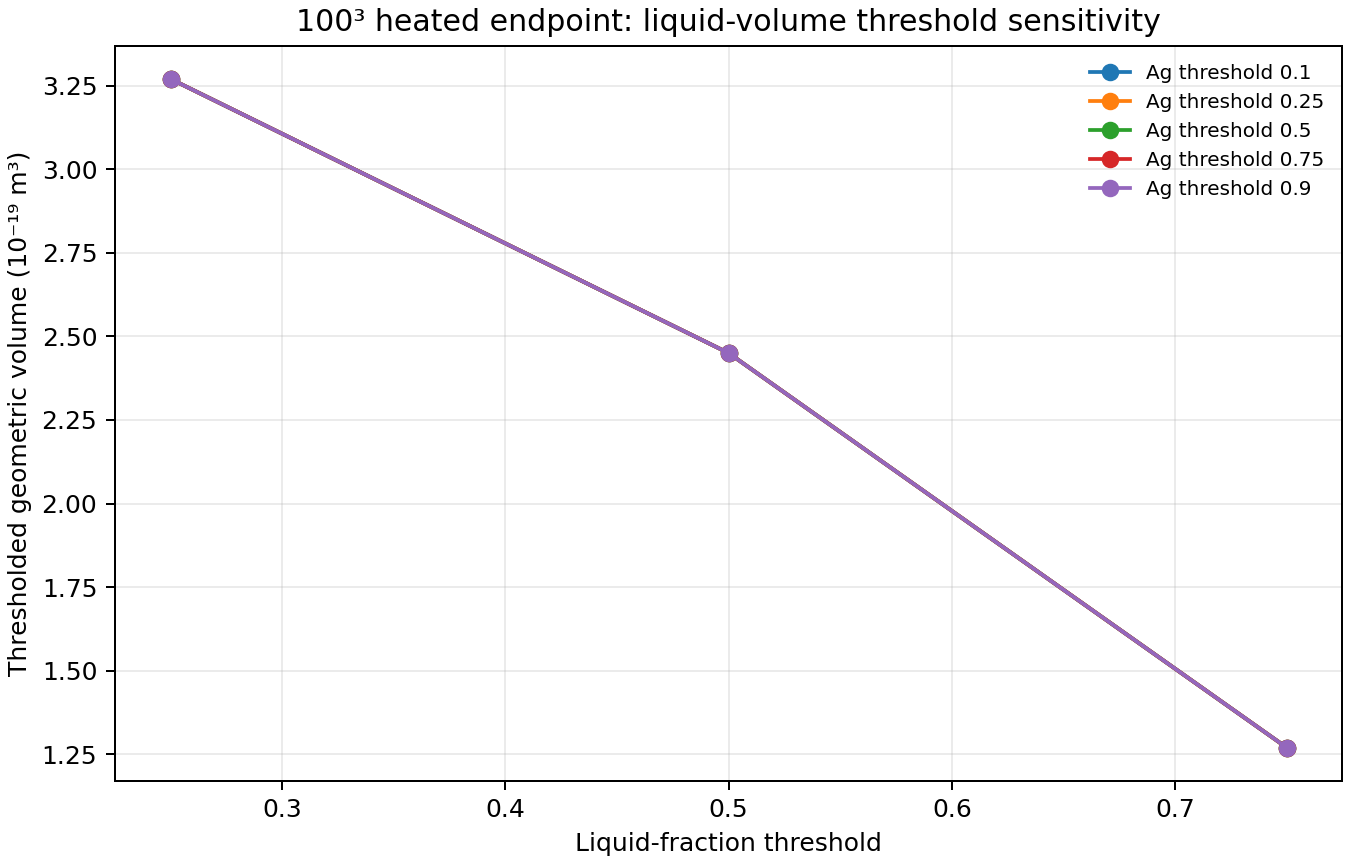 100³ heated endpoint: liquid-volume threshold sensitivity
Thresholded geometric volume (10⁻¹⁹ m³)
3.25
3.00
2.75
2.50
2.25
2.00
1.75
1.50
1.25
Ag threshold 0.1
Ag threshold 0.25
Ag threshold 0.5
Ag threshold 0.75
Ag threshold 0.9
0.3 0.4 0.5 0.6 0.7
Liquid-fraction threshold